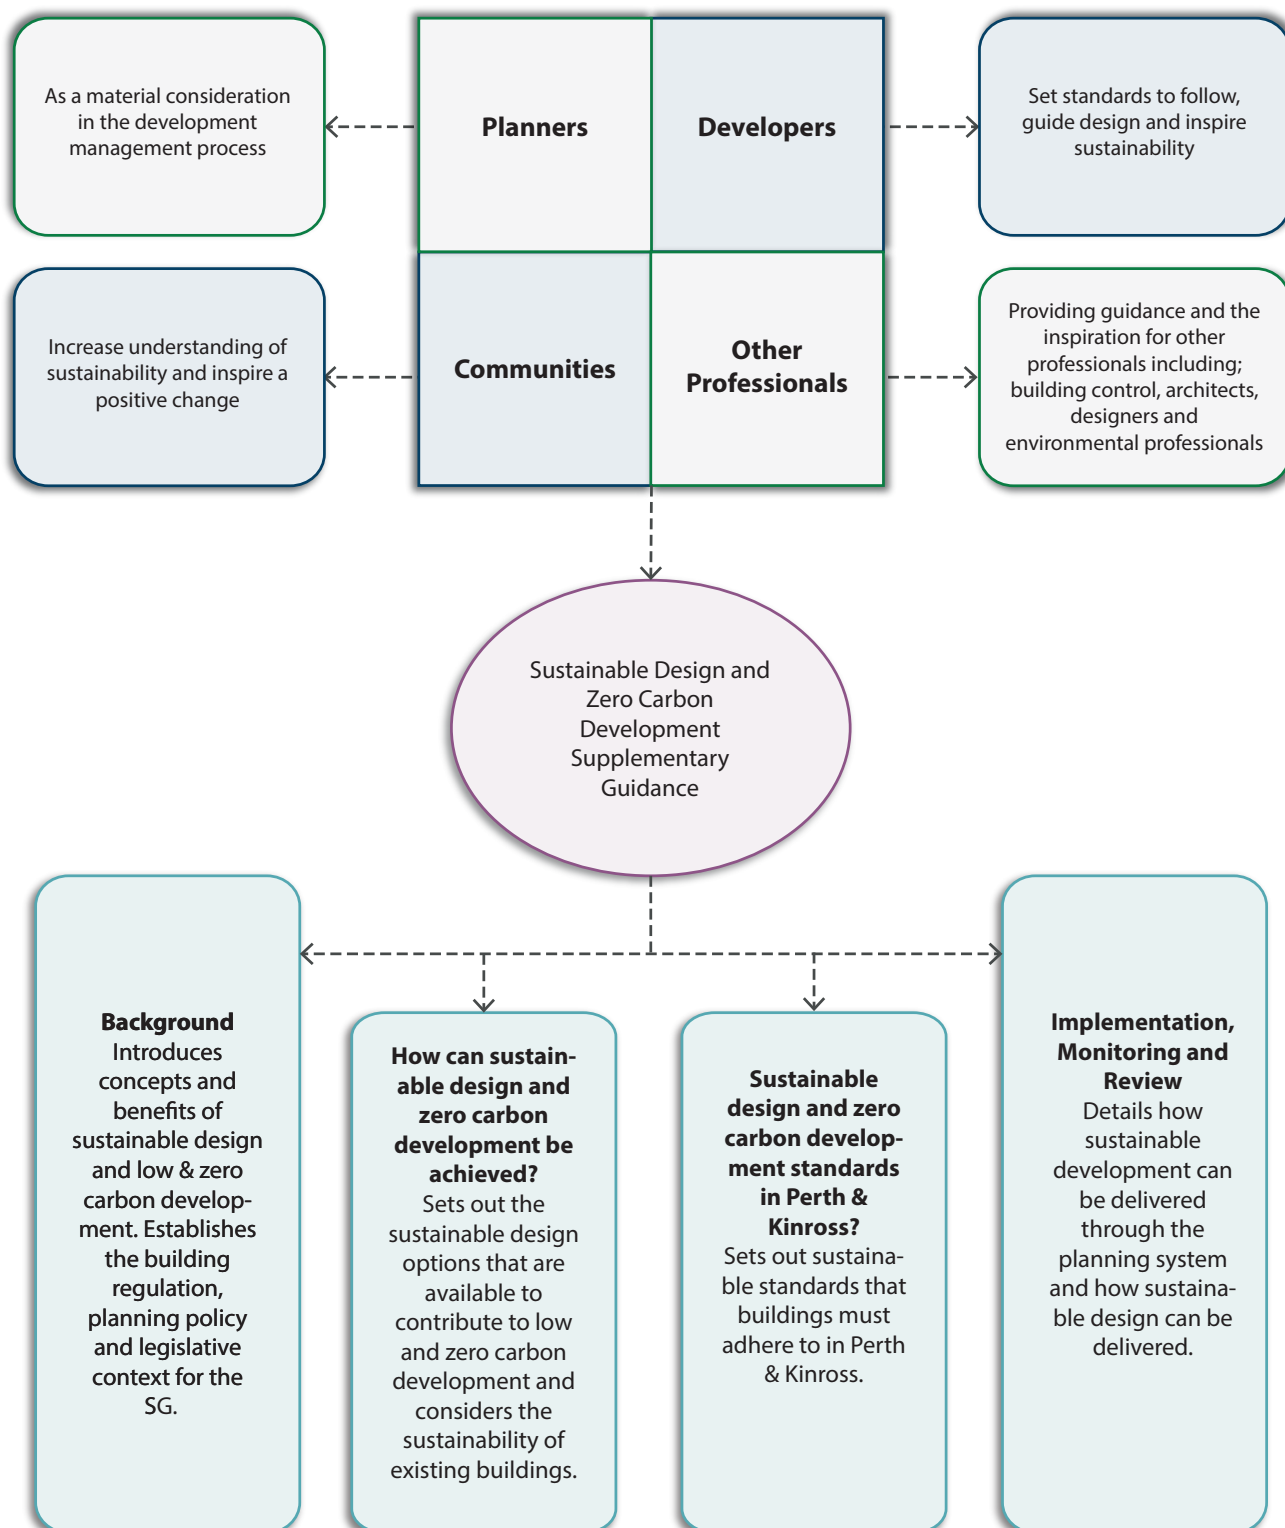 As a material consideration
in the development
management process
Planners
Developers
Set standards to follow,
guide design and inspire
sustainability
Increase understanding of
sustainability and inspire a
positive change
Communities
Other
Professionals
Providing guidance and the
inspiration for other
professionals including;
building control, architects,
designers and
environmental professionals
Sustainable Design and
Zero Carbon
Development
Supplementary
Guidance
Background
Introduces
concepts and
benefits of
sustainable design
and low & zero
carbon develop-
ment. Establishes
the building
regulation,
planning policy
and legislative
context for the
SG.
How can sustain-
able design and
zero carbon
development be
achieved?
Sets out the
sustainable design
options that are
available to
contribute to low
and zero carbon
development and
considers the
sustainability of
existing buildings.
Sustainable
design and zero
carbon develop-
ment standards
in Perth &
Kinross?
Sets out sustaina-
ble standards that
buildings must
adhere to in Perth
& Kinross.
Implementation,
Monitoring and
Review
Details how
sustainable
development can
be delivered
through the
planning system
and how sustaina-
ble design can be
delivered.